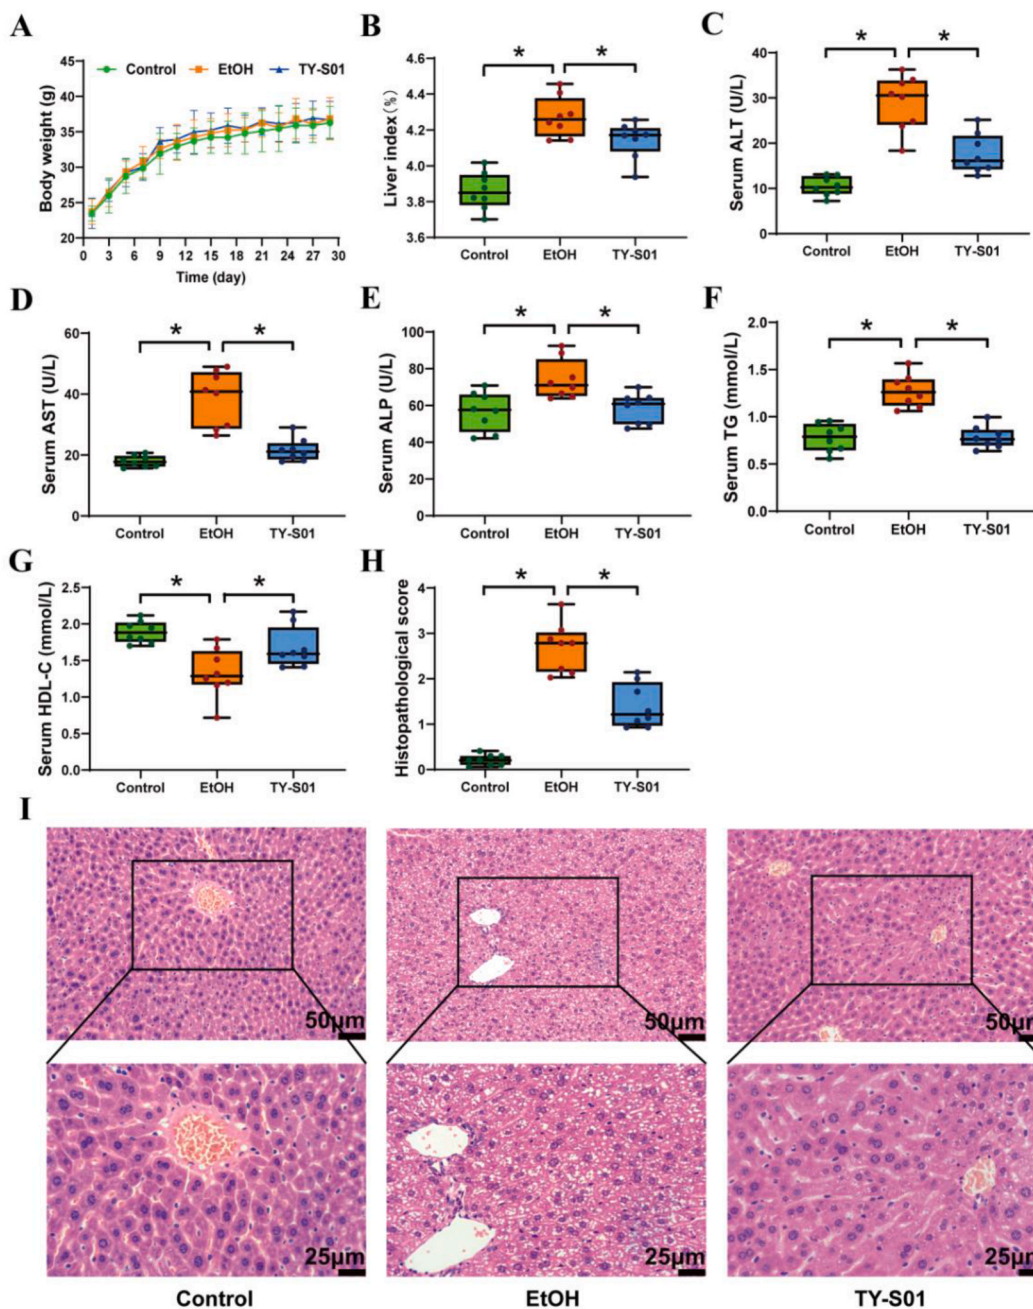 A
Control EtOH TY-S01
Body weight (g)
40
35
30
25
20
0 3 6 9 12 15 18 21 24 27 30
Time (day)
B
* *
Liver index(%)
4.6
4.4
4.2
4.0
3.8
3.6
Control EtOH TY-S01
C
* *
Serum ALT (U/L)
40
30
20
10
0
Control EtOH TY-S01
D
* *
Serum AST (U/L)
60
40
20
0
Control EtOH TY-S01
E
* *
Serum ALP (U/L)
100
80
60
40
20
0
Control EtOH TY-S01
F
* *
Serum TG (mmol/L)
2.0
1.5
1.0
0.5
0.0
Control EtOH TY-S01
G
* *
Serum HDL-C (mmol/L)
2.5
2.0
1.5
1.0
0.5
0.0
Control EtOH TY-S01
H
* *
Histopathological score
4
3
2
1
0
Control EtOH TY-S01
I
50μm 50μm 50μm
25μm 25μm 25μm
Control EtOH TY-S01